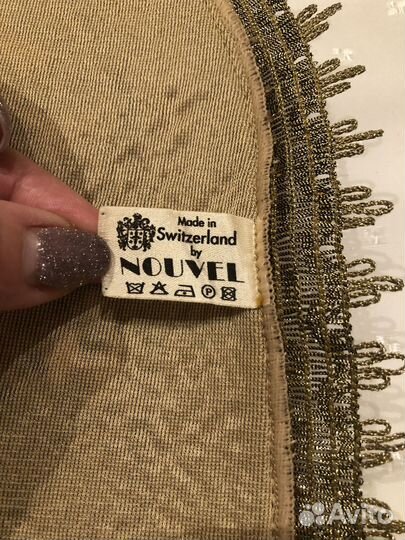 Made in
Switzerland
by
NOUVEL
P
Avito